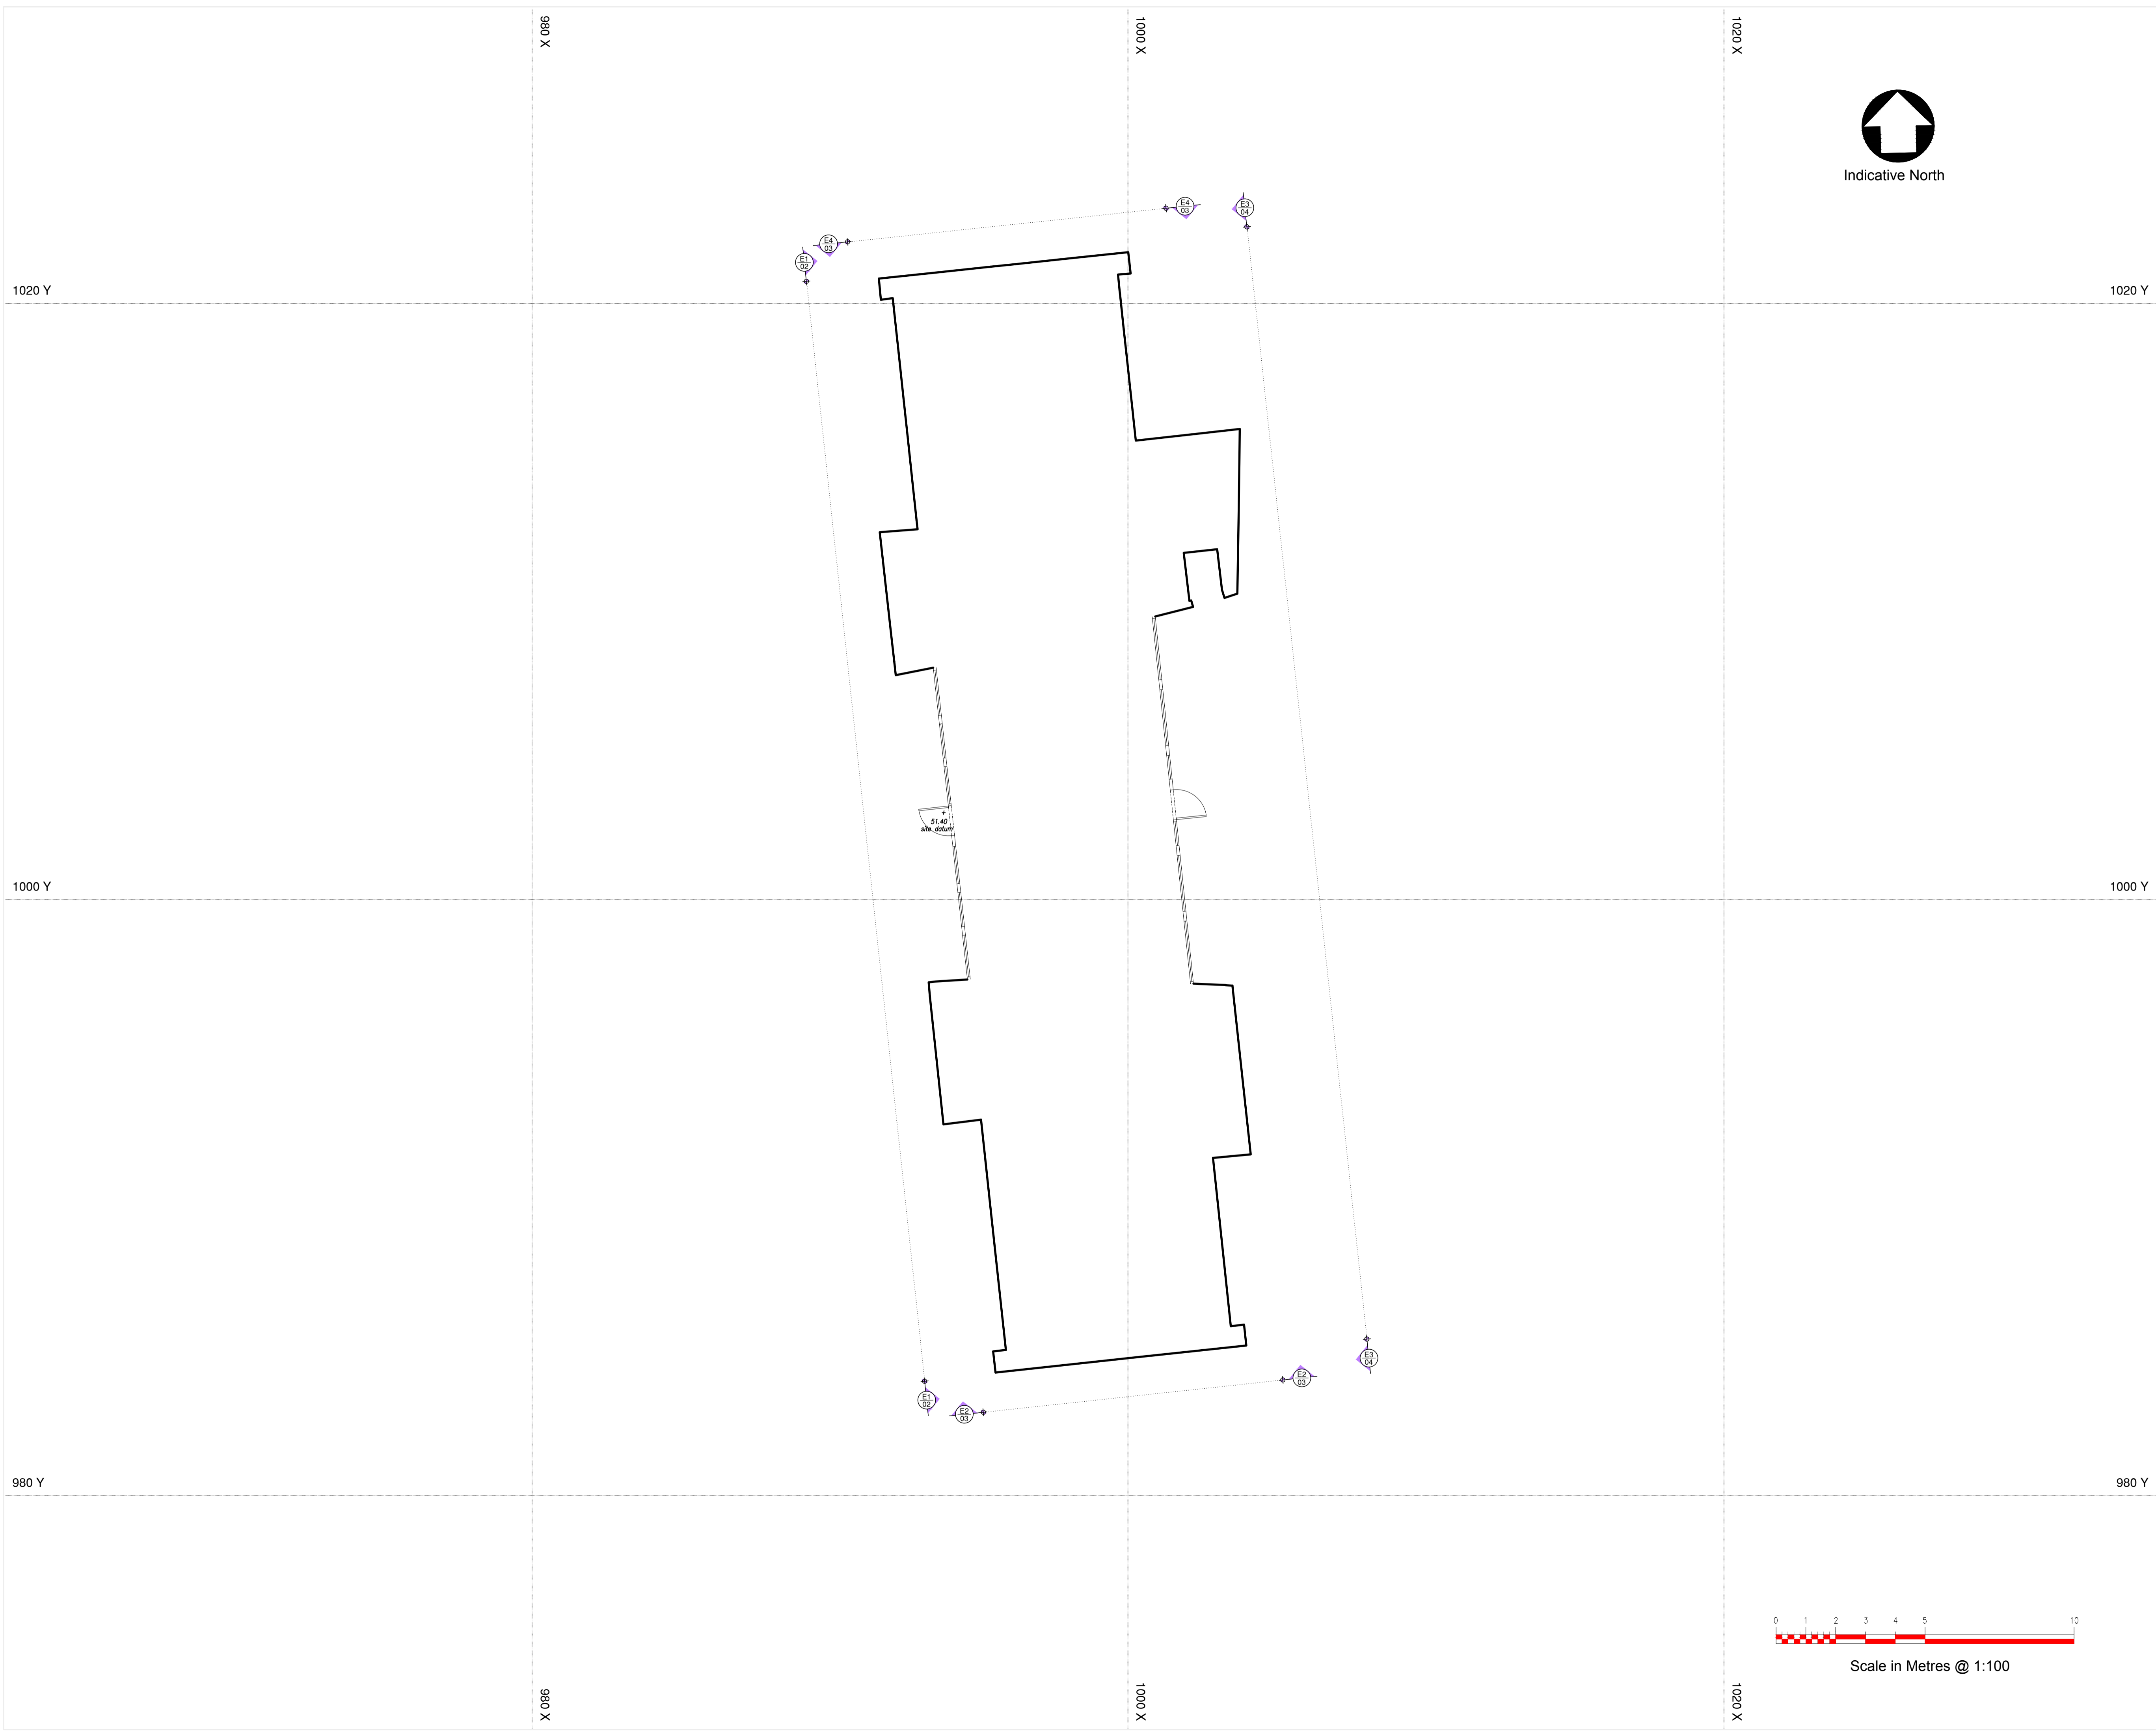 980 X
1000 X
1020 X
Indicative North
E4
03
E3
04
E4
03
E1
02
1020 Y
1020 Y
+
51.40
site datum
1000 Y
1000 Y
E3
04
E2
03
E1
02
E2
03
980 Y
980 Y
0 1 2 3 4 5 10
Scale in Metres @ 1:100
980 X
1000 X
1020 X